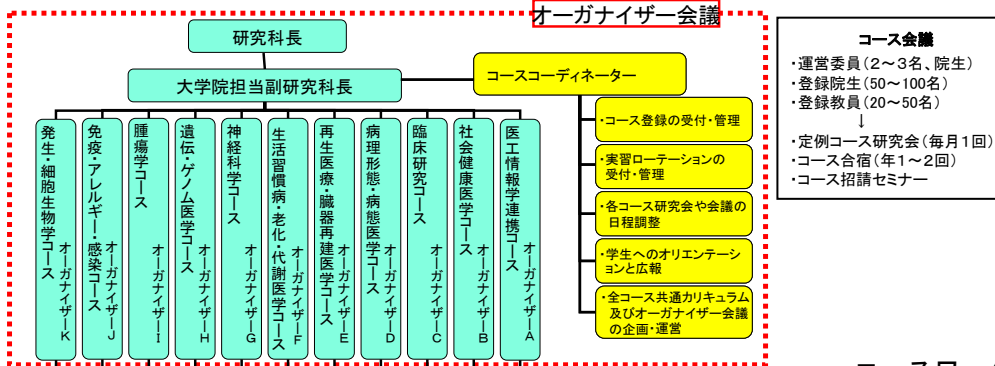 オーガナイザー会議
研究科長
大学院担当副研究科長
コースコーディネーター
・コース登録の受付・管理
・実習ローテーションの
受付・管理
・各コース研究会や会議の
日程調整
・学生へのオリエンテーシ
ョンと広報
・全コース共通カリキュラム
及びオーガナイザー会議
の企画・運営
発生・細胞生物学コース
オーガナイザーK
免疫・アレルギー・感染コース
オーガナイザーJ
腫瘍学コース
オーガナイザーI
遺伝・ゲノム医学コース
オーガナイザーH
神経科学コース
オーガナイザーG
生活習慣病・老化・代謝医学コース
オーガナイザーF
再生医療・臓器再建医学コース
オーガナイザーE
病理形態・病態医学コース
オーガナイザーD
臨床研究コース
オーガナイザーC
社会健康医学コース
オーガナイザーB
医工情報学連携コース
オーガナイザーA
コース会議
・運営委員(2～3名、院生)
・登録院生(50～100名)
・登録教員(20～50名)
↓
・定例コース研究会(毎月1回)
・コース合宿(年1～2回)
・コース招請セミナー